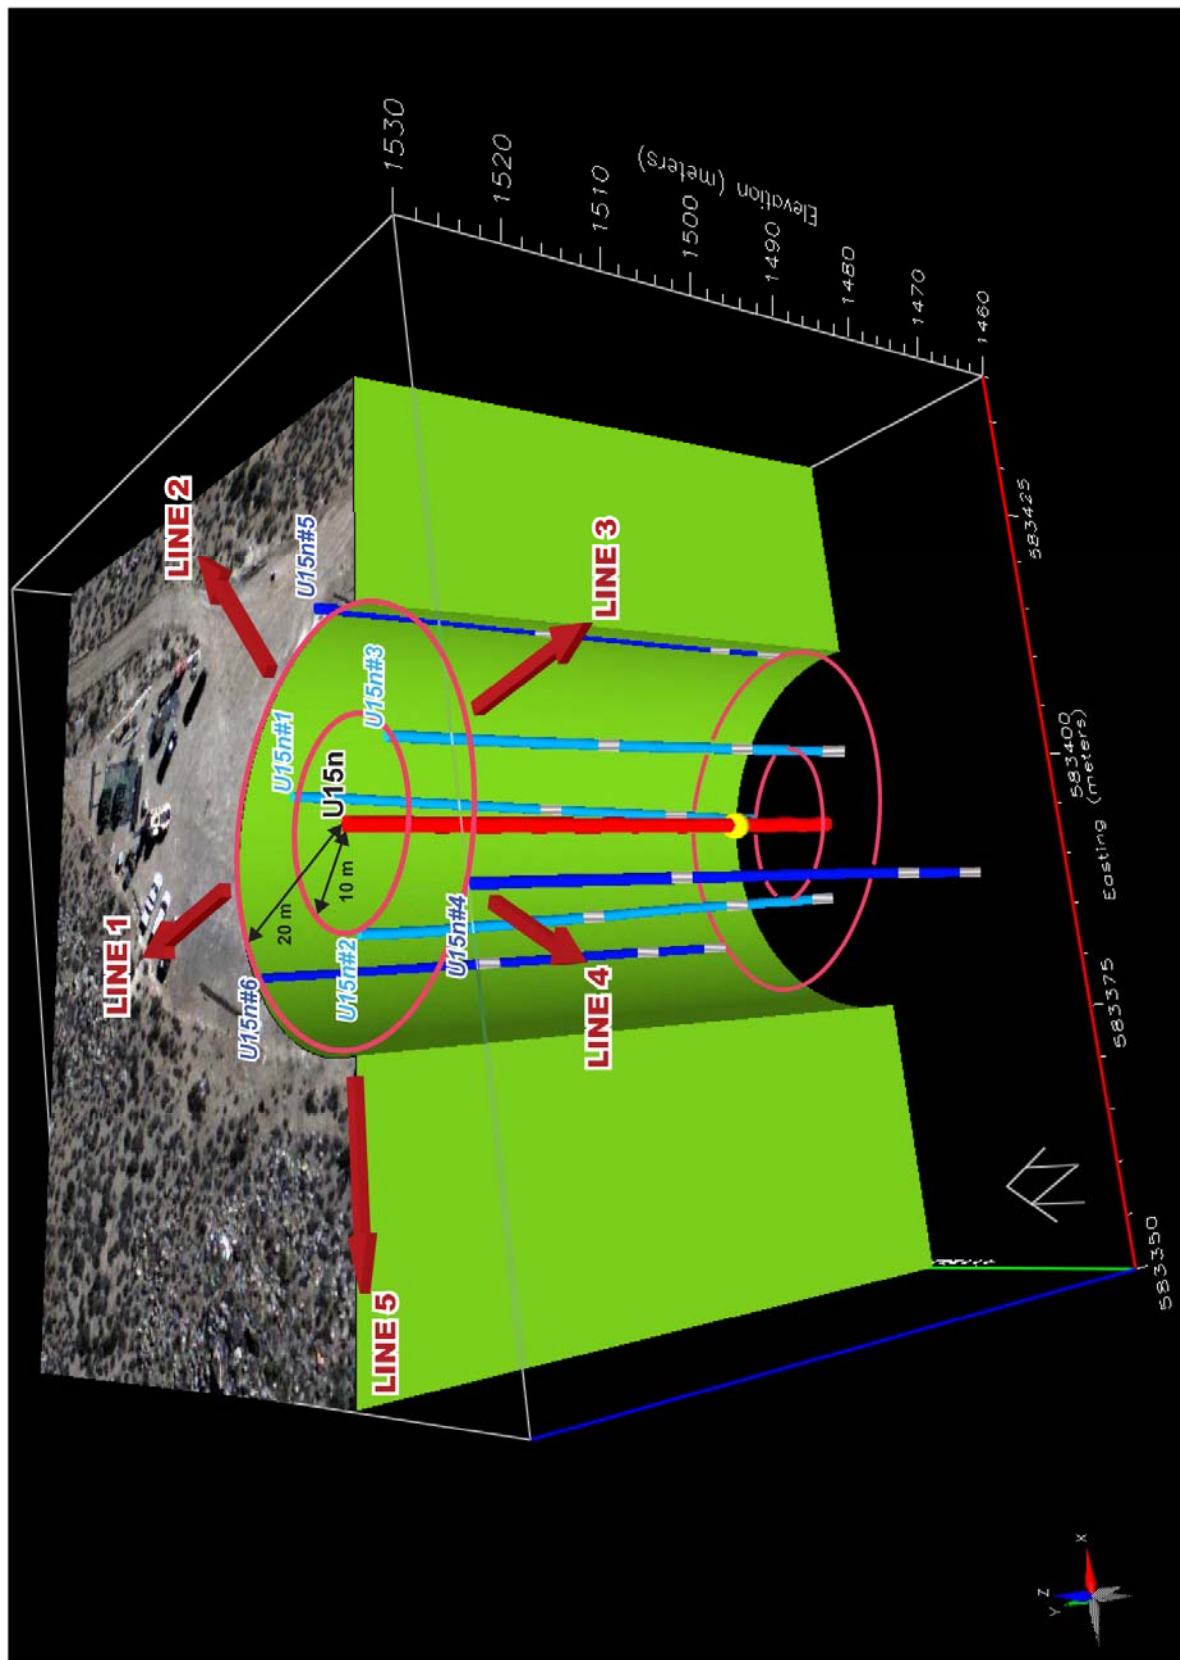 LINE 1
LINE 2
LINE 3
LINE 4
LINE 5
U15n#6
U15n#1
U15n#5
U15n
U15n#3
U15n#2
U15n#4
20 m
10 m
1530
1520
1510
1500
1490
1480
1470
1460
Elevation (meters)
583350
583375
583400
583425
Easting (meters)
X
Y
Z